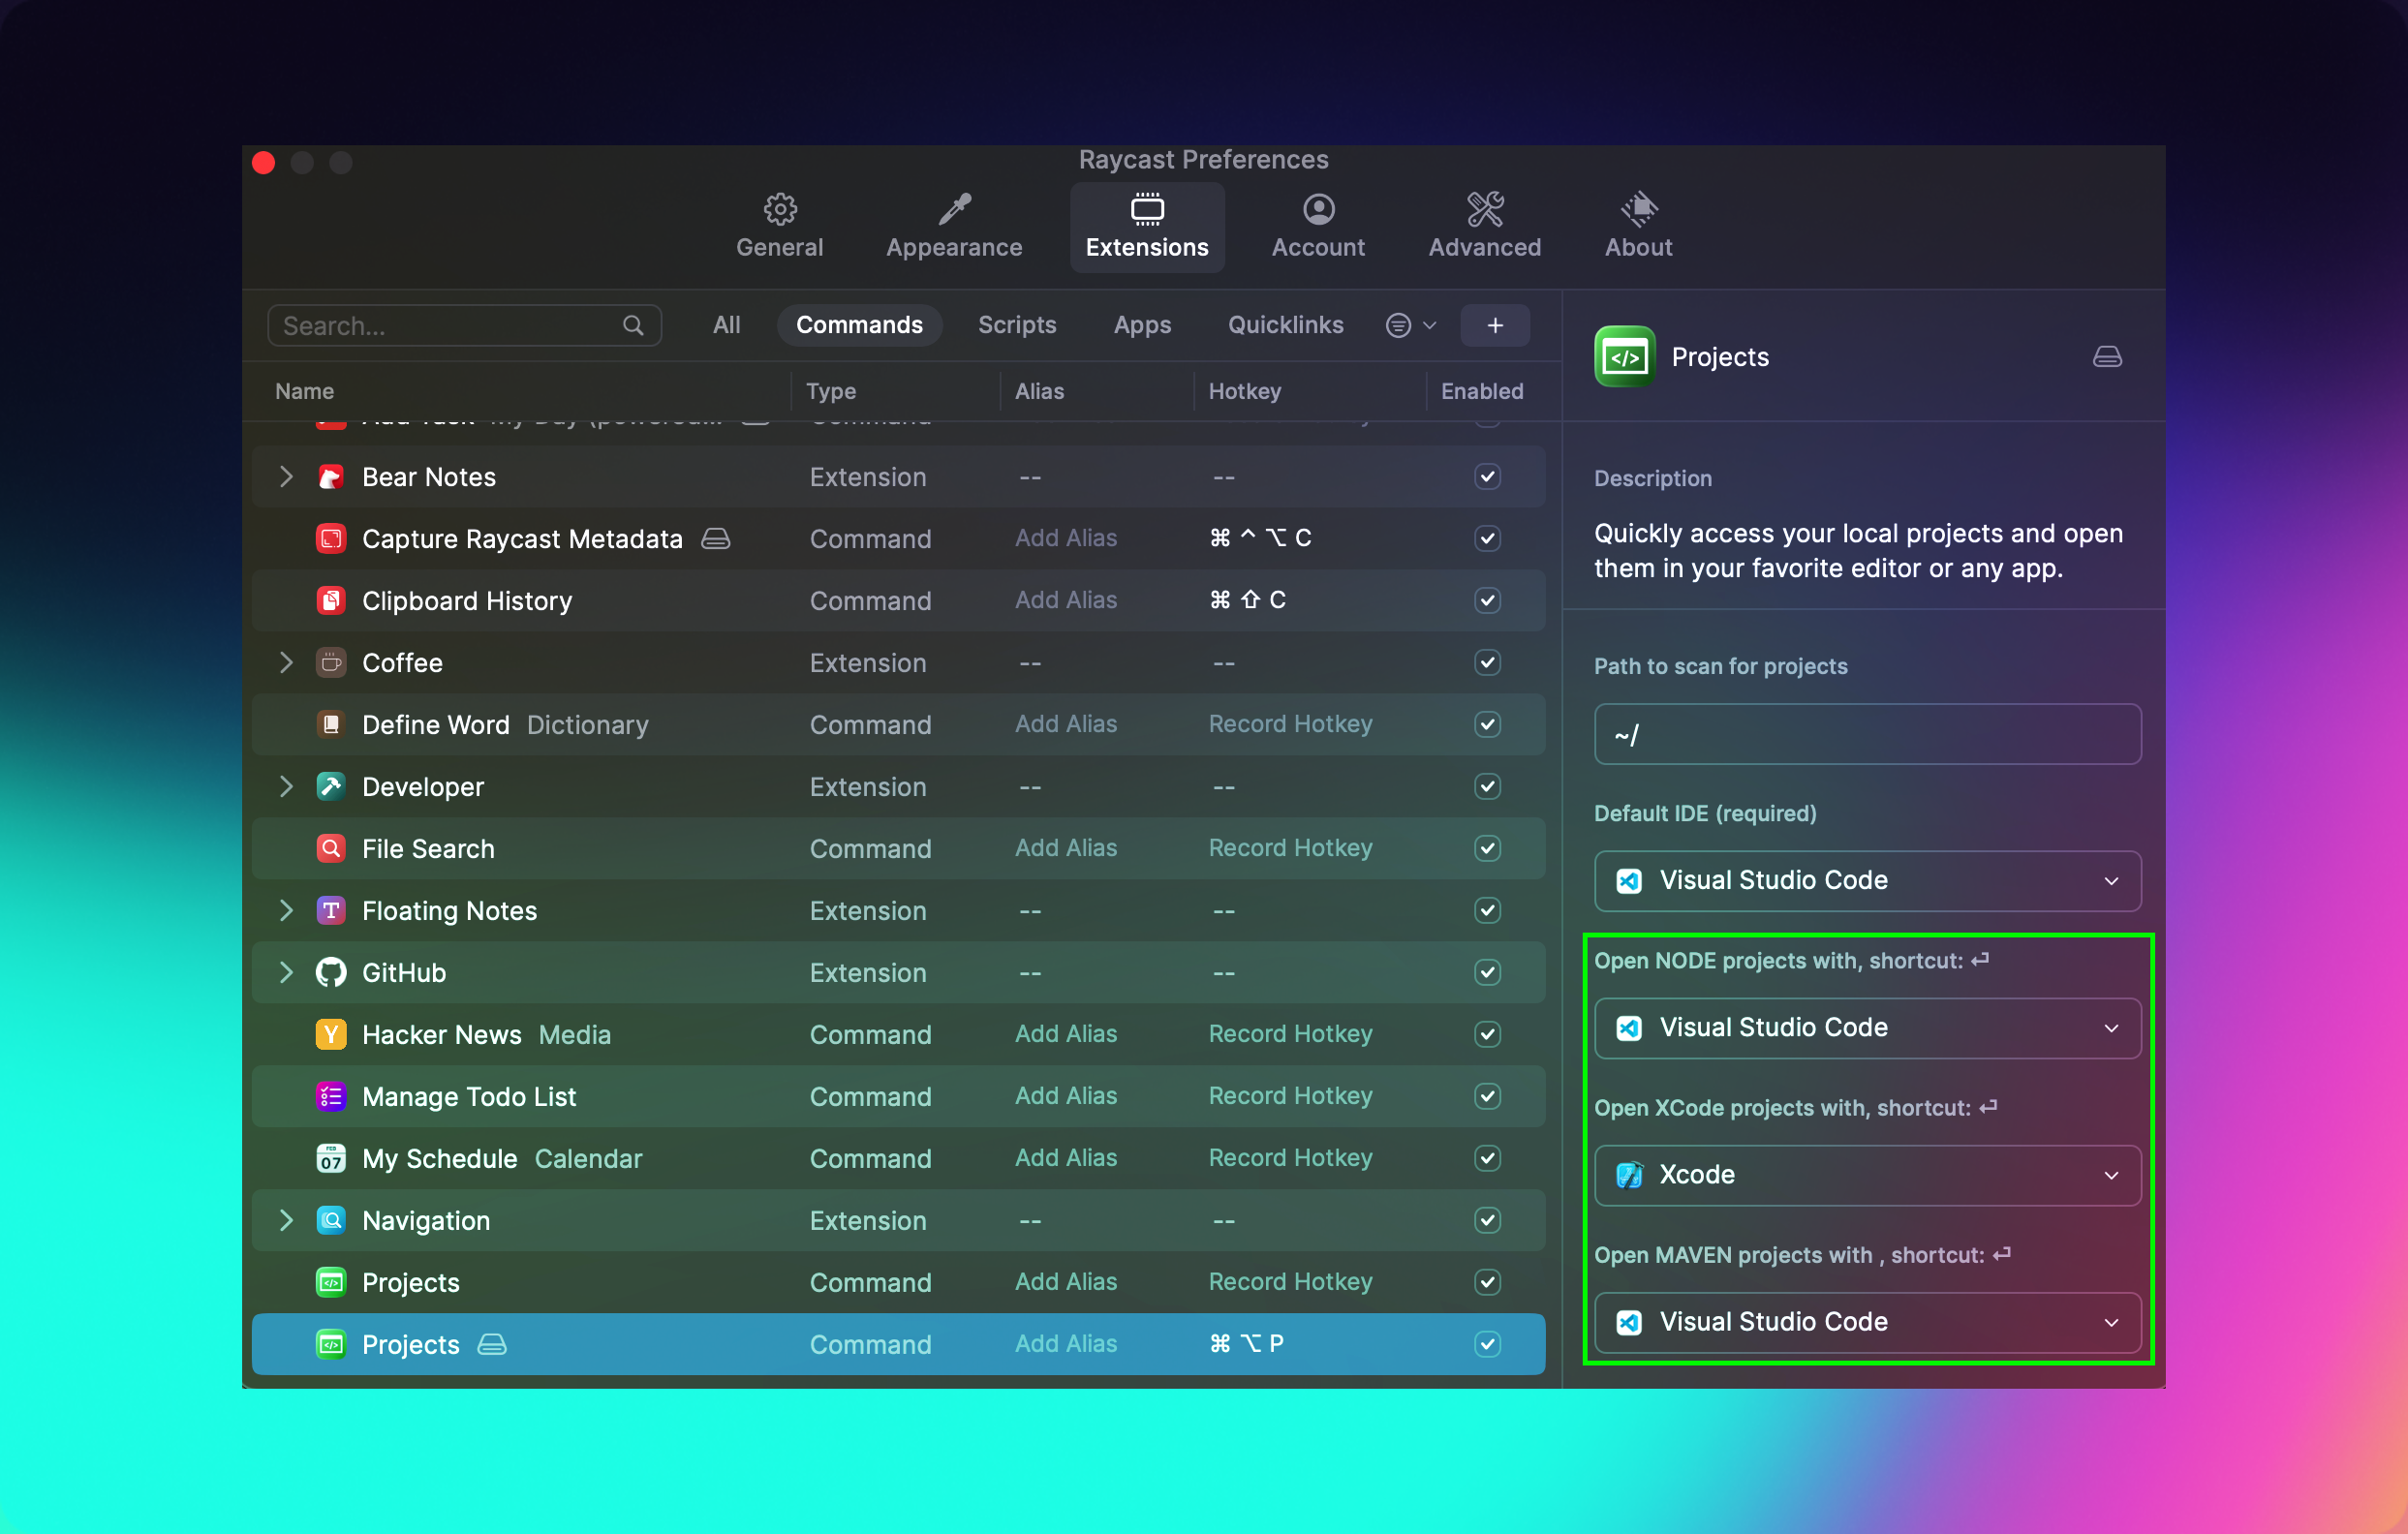 Raycast Preferences
General Appearance Extensions Account Advanced About
Search...
All Commands Scripts Apps Quicklinks +
Name Type Alias Hotkey Enabled
Bear Notes Extension -- --
Capture Raycast Metadata Command Add Alias ⌘ ^ ⌥ C
Clipboard History Command Add Alias ⌘ ⇧ C
Coffee Extension -- --
Define Word Dictionary Command Add Alias Record Hotkey
Developer Extension -- --
File Search Command Add Alias Record Hotkey
Floating Notes Extension -- --
GitHub Extension -- --
Hacker News Media Command Add Alias Record Hotkey
Manage Todo List Command Add Alias Record Hotkey
My Schedule Calendar Command Add Alias Record Hotkey
Navigation Extension -- --
Projects Command Add Alias Record Hotkey
Projects Command Add Alias ⌘ ⌥ P
Projects
Description
Quickly access your local projects and open
them in your favorite editor or any app.
Path to scan for projects
~/
Default IDE (required)
Visual Studio Code
Open NODE projects with, shortcut: ⏎
Visual Studio Code
Open XCode projects with, shortcut: ⏎
Xcode
Open MAVEN projects with , shortcut: ⏎
Visual Studio Code